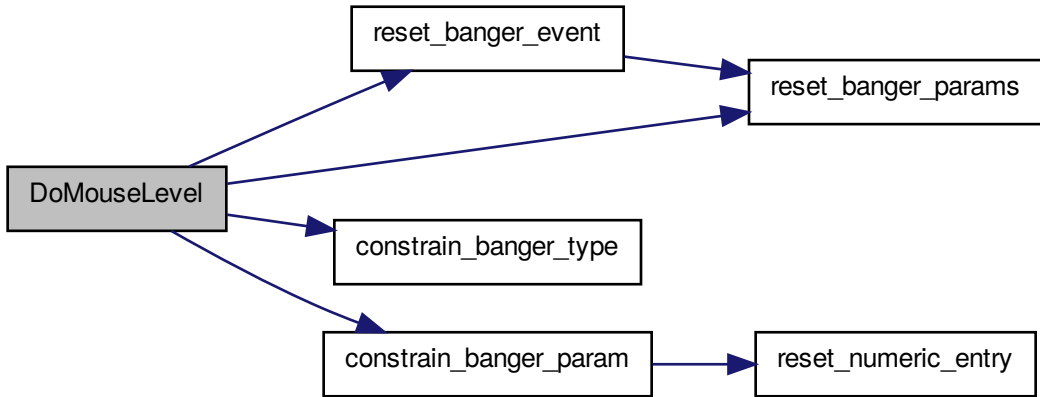 reset_banger_event
reset_banger_params
DoMouseLevel
constrain_banger_type
constrain_banger_param
reset_numeric_entry